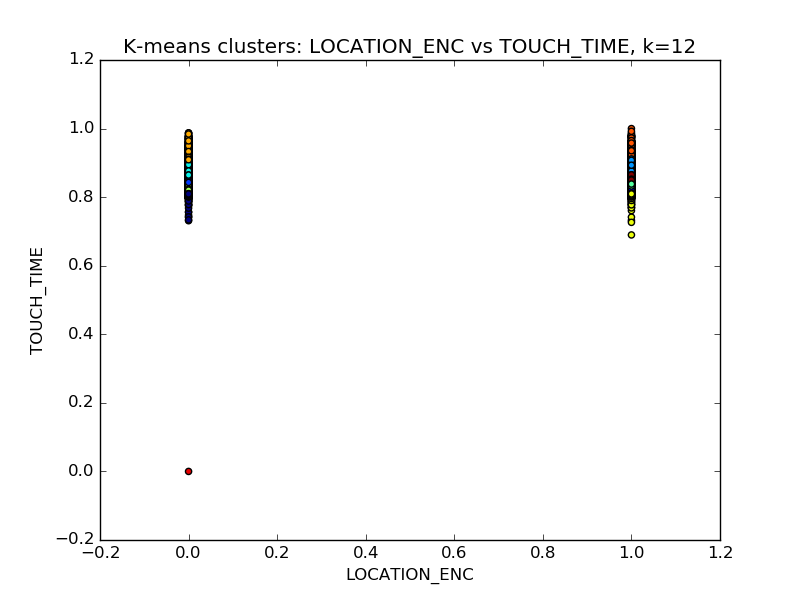 K-means clusters: LOCATION_ENC vs TOUCH_TIME, k=12
1.2
1.0
0.8
0.6
0.4
0.2
0.0
−0.2
TOUCH_TIME
−0.2 0.0 0.2 0.4 0.6 0.8 1.0 1.2
LOCATION_ENC